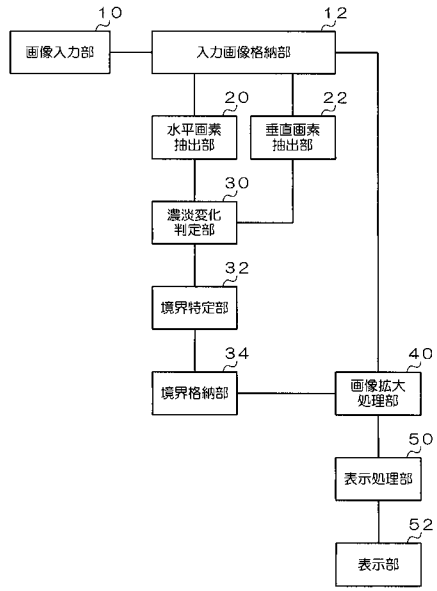 10
画像入力部
12
入力画像格納部
20
水平画素
抽出部
22
垂直画素
抽出部
30
濃淡変化
判定部
32
境界特定部
34
境界格納部
40
画像拡大
処理部
50
表示処理部
52
表示部